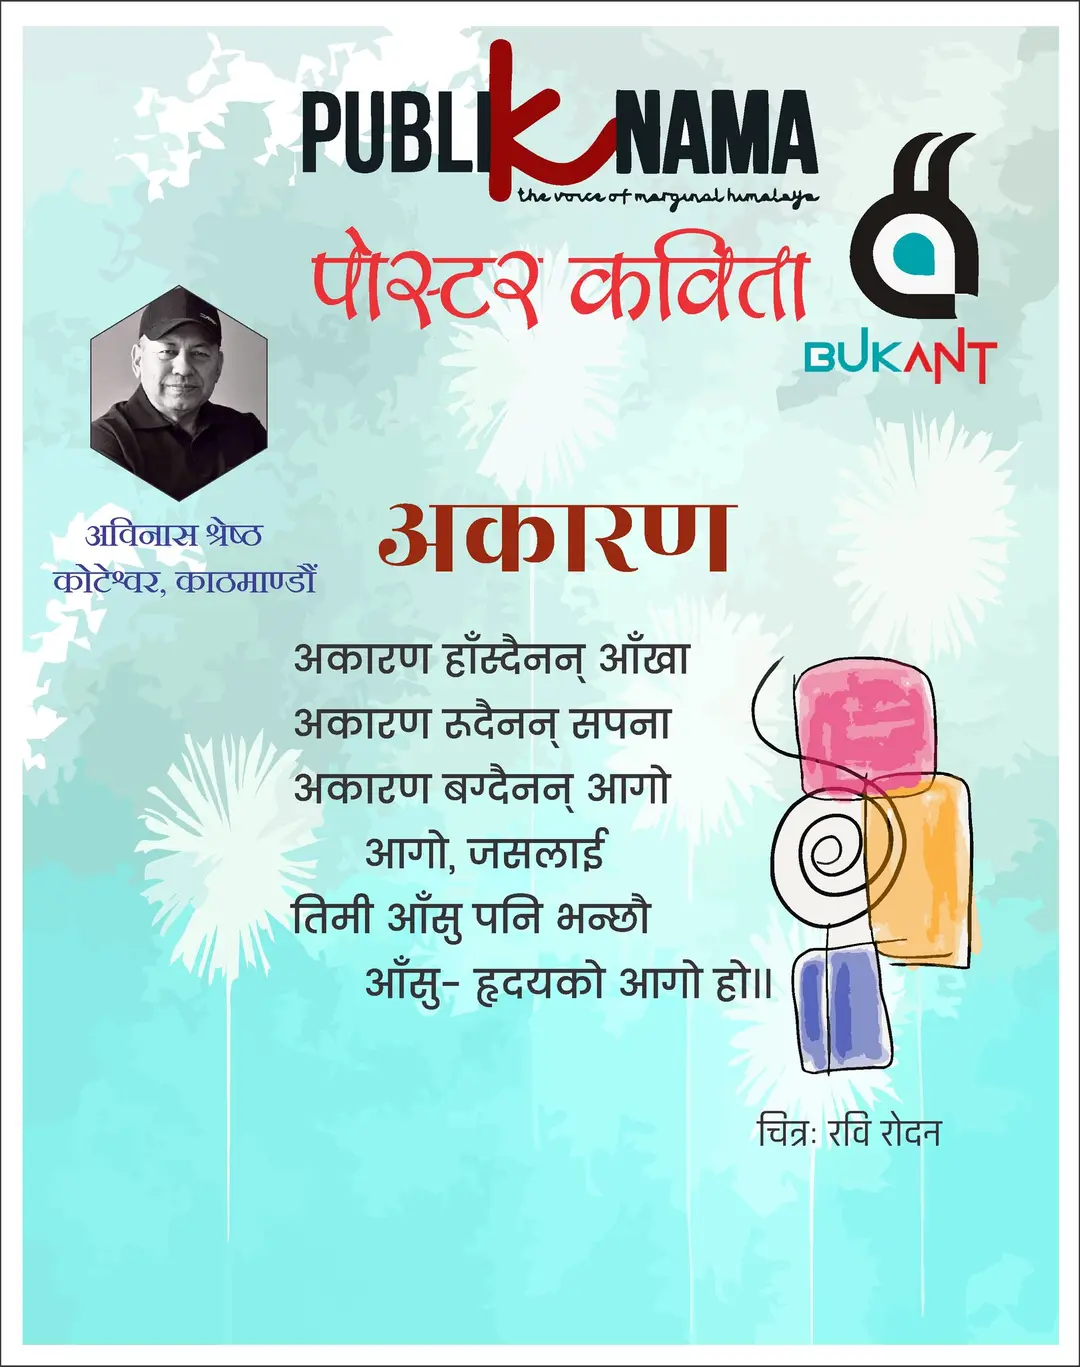 PUBLIKNAMA
the voice of marginal himalaya
पोस्टर कविता
BUKANT
अविनास श्रेष्ठ
कोटेश्वर, काठमाण्डौं
अकारण
अकारण हाँस्दैनन् आँखा
अकारण रूदैनन् सपना
अकारण बग्दैनन् आगो
आगो, जसलाई
तिमी आँसु पनि भन्छौ
आँसु- हृदयको आगो हो॥
चित्र: रवि रोदन